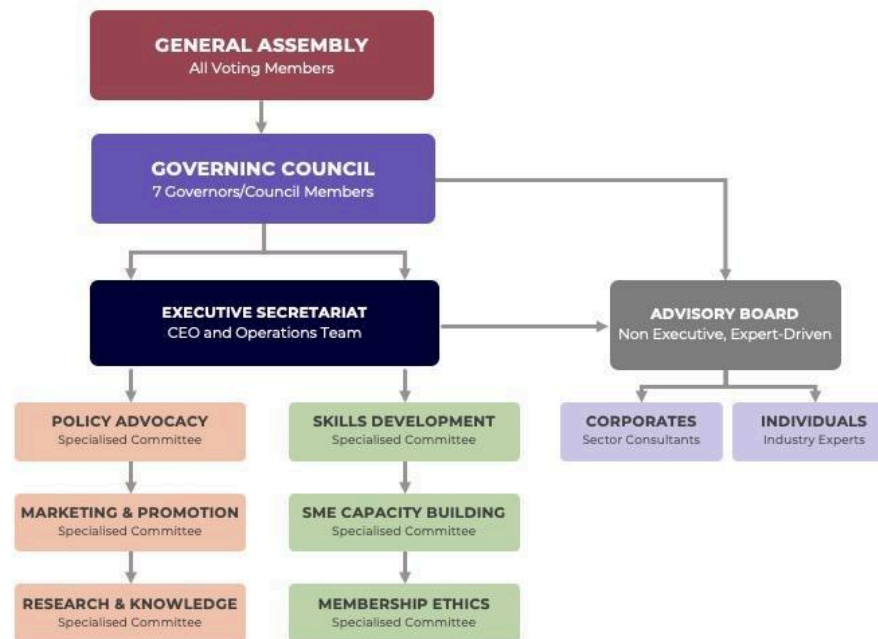 GENERAL ASSEMBLY
All Voting Members
GOVERNINC COUNCIL
7 Governors/Council Members
EXECUTIVE SECRETARIAT
CEO and Operations Team
ADVISORY BOARD
Non Executive, Expert-Driven
POLICY ADVOCACY
Specialised Committee
SKILLS DEVELOPMENT
Specialised Committee
CORPORATES
Sector Consultants
INDIVIDUALS
Industry Experts
MARKETING & PROMOTION
Specialised Committee
SME CAPACITY BUILDING
Specialised Committee
RESEARCH & KNOWLEDGE
Specialised Committee
MEMBERSHIP ETHICS
Specialised Committee